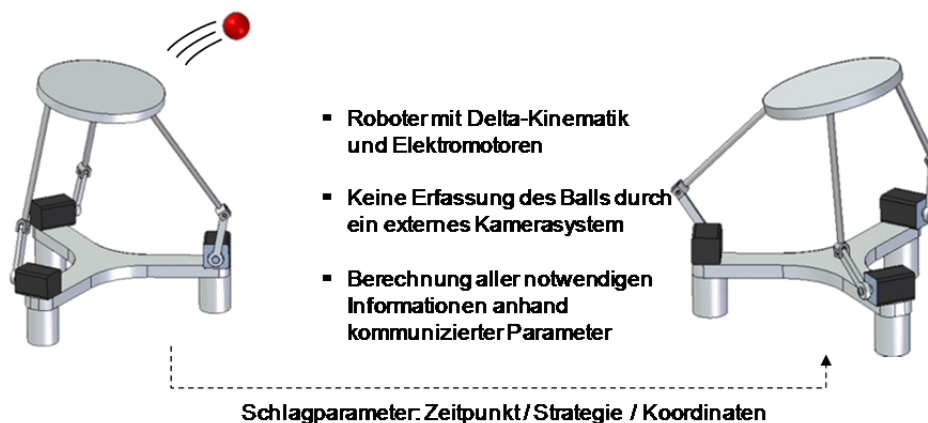 ▪ Roboter mit Delta-Kinematik
und Elektromotoren
▪ Keine Erfassung des Balls durch
ein externes Kamerasystem
▪ Berechnung aller notwendigen
Informationen anhand
kommunizierter Parameter
Schlagparameter: Zeitpunkt / Strategie / Koordinaten